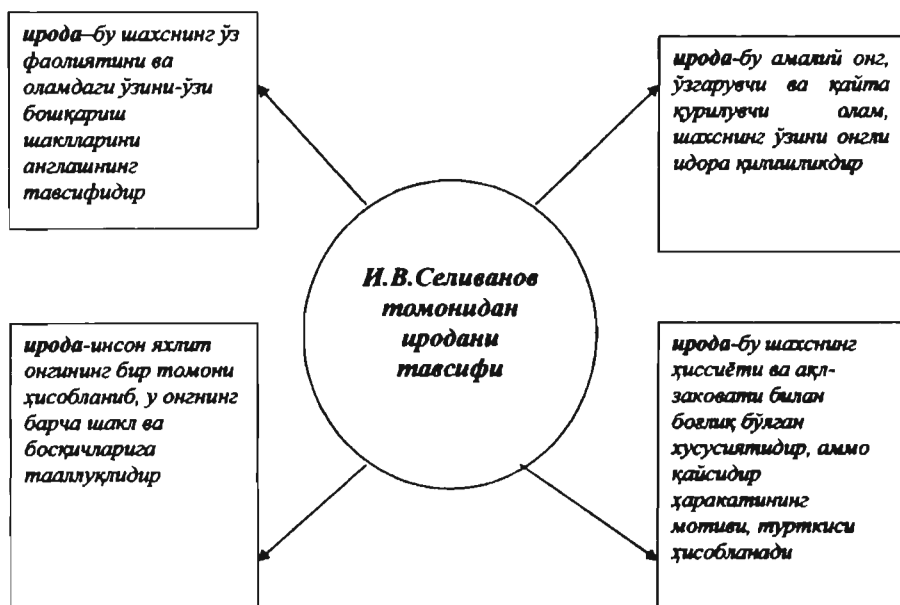 ирода–бу шахснинг ўз
фаолиятини ва
оламдаги ўзини-ўзи
бошқариш
шаклларини
англашнинг
тавсифидир
ирода-бу амалий онг,
ўзгарувчи ва қайта
қурилувчи олам,
шахснинг ўзини онгли
идора қилишликдир
И.В.Селиванов
томонидан
иродани
тавсифи
ирода-инсон яхлит
онгининг бир томони
ҳисобланиб, у онгнинг
барча шакл ва
босқичларига
тааллуқлидир
ирода-бу шахснинг
ҳиссиёти ва ақл-
заковати билан
боғлиқ бўлган
хусусиятидир, аммо
қайсидир
ҳаракатининг
мотиви, турткиси
ҳисобланади